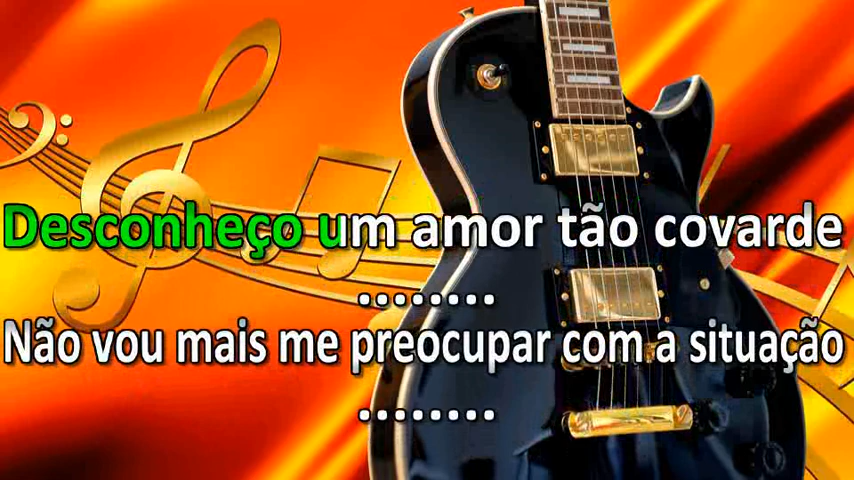 Desconheço um amor tão covarde
........
Não vou mais me preocupar com a situação
........